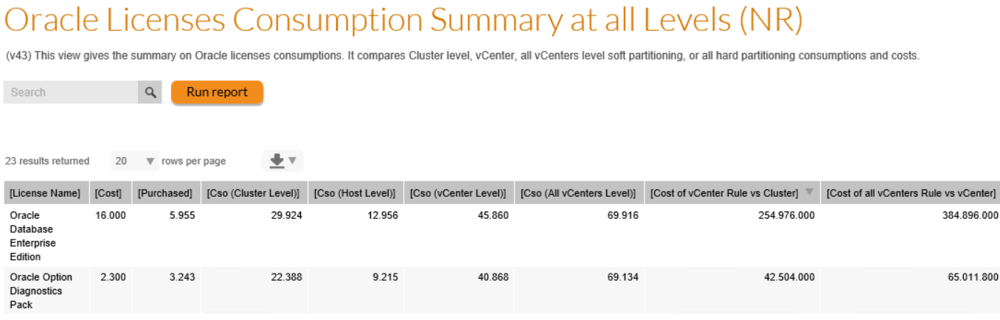 Oracle Licenses Consumption Summary at all Levels (NR)
(v43) This view gives the summary on Oracle licenses consumptions. It compares Cluster level, vCenter, all vCenters level soft partitioning, or all hard partitioning consumptions and costs.
Search Run report
23 results returned 20 rows per page
[License Name] [Cost] [Purchased] [Cso (Cluster Level)] [Cso (Host Level)] [Cso (vCenter Level)] [Cso (All vCenters Level)] [Cost of vCenter Rule vs Cluster] [Cost of all vCenters Rule vs vCenter]
Oracle 16.000 5.955 29.924 12.956 45.860 69.916 254.976.000 384.896.000
Database
Enterprise
Edition
Oracle Option 2.300 3.243 22.388 9.215 40.868 69.134 42.504.000 65.011.800
Diagnostics
Pack